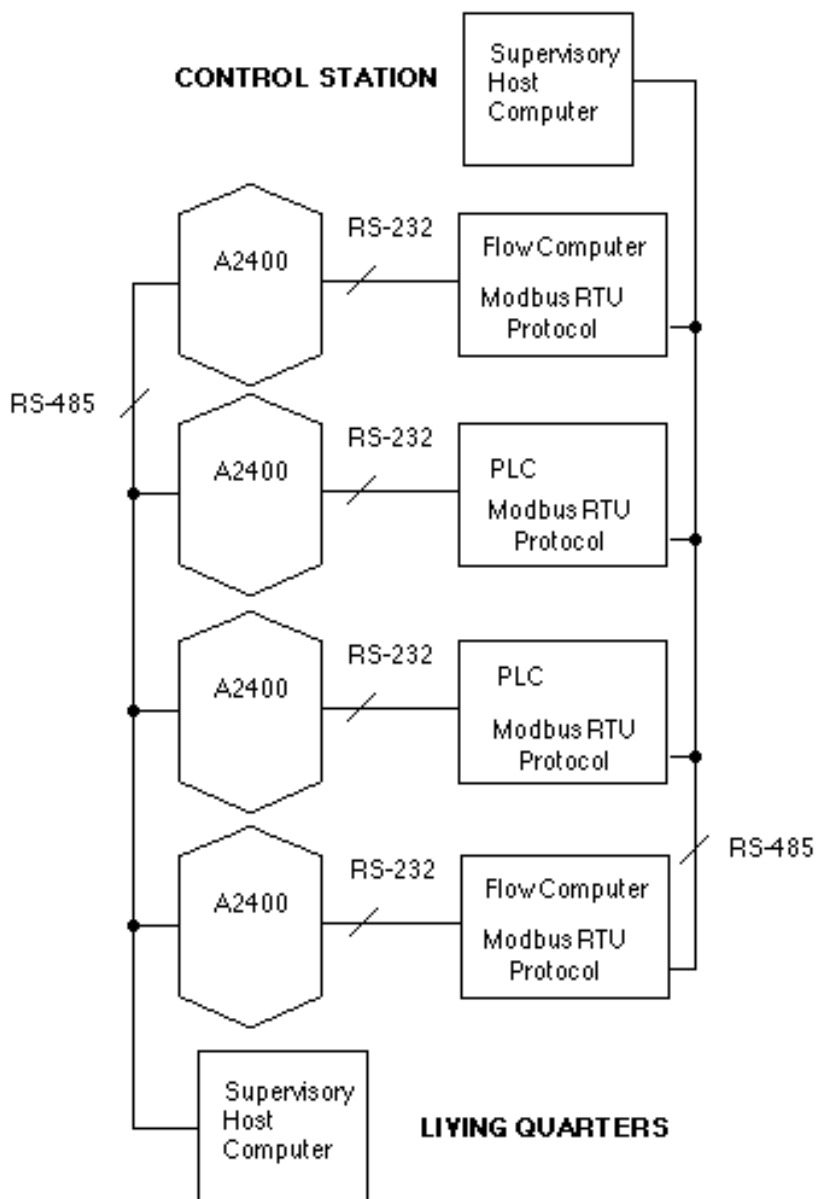 CONTROL STATION
Supervisory
Host
Computer
A2400
RS-232
Flow Computer
Modbus RTU
Protocol
RS-485
A2400
RS-232
PLC
Modbus RTU
Protocol
A2400
RS-232
PLC
Modbus RTU
Protocol
RS-485
A2400
RS-232
Flow Computer
Modbus RTU
Protocol
Supervisory
Host
Computer
LIVING QUARTERS